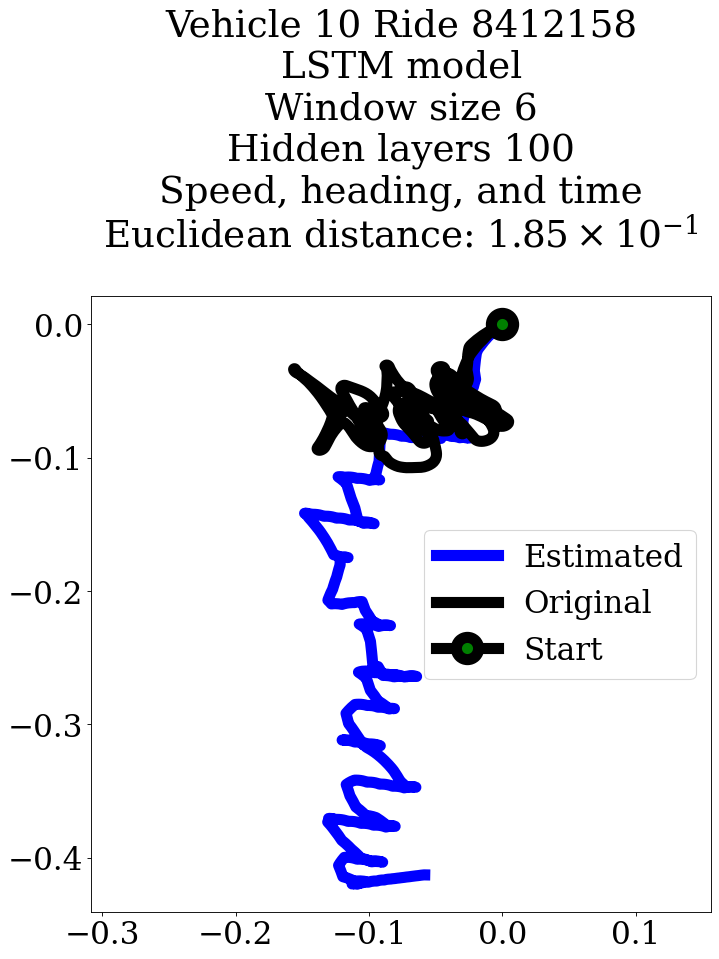 Vehicle 10 Ride 8412158
LSTM model
Window size 6
Hidden layers 100
Speed, heading, and time
Euclidean distance: 1.85 × 10⁻¹
0.0
−0.1
−0.2
−0.3
−0.4
Estimated
Original
Start
−0.3 −0.2 −0.1 0.0 0.1